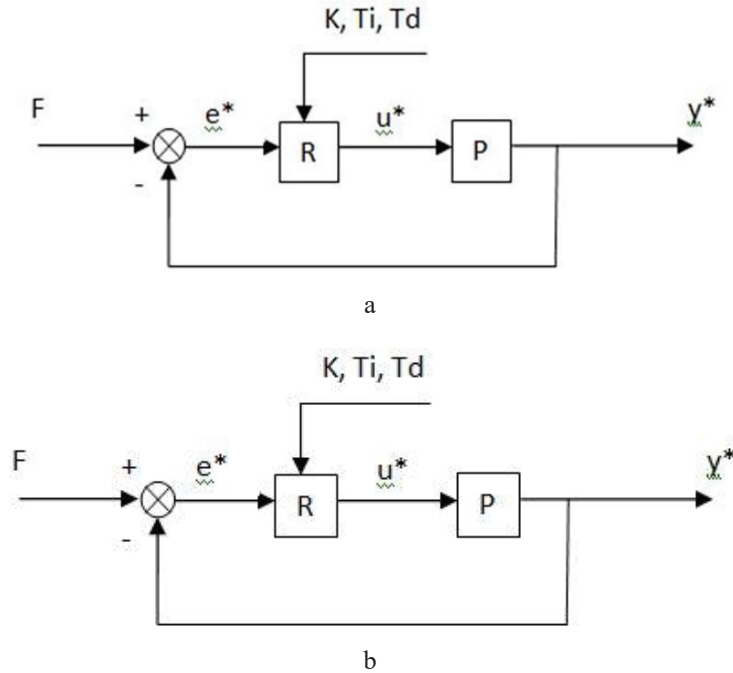 K, Ti, Td
F + e* u* y*
R P
-
a
K, Ti, Td
F + e* u* y*
R P
-
b